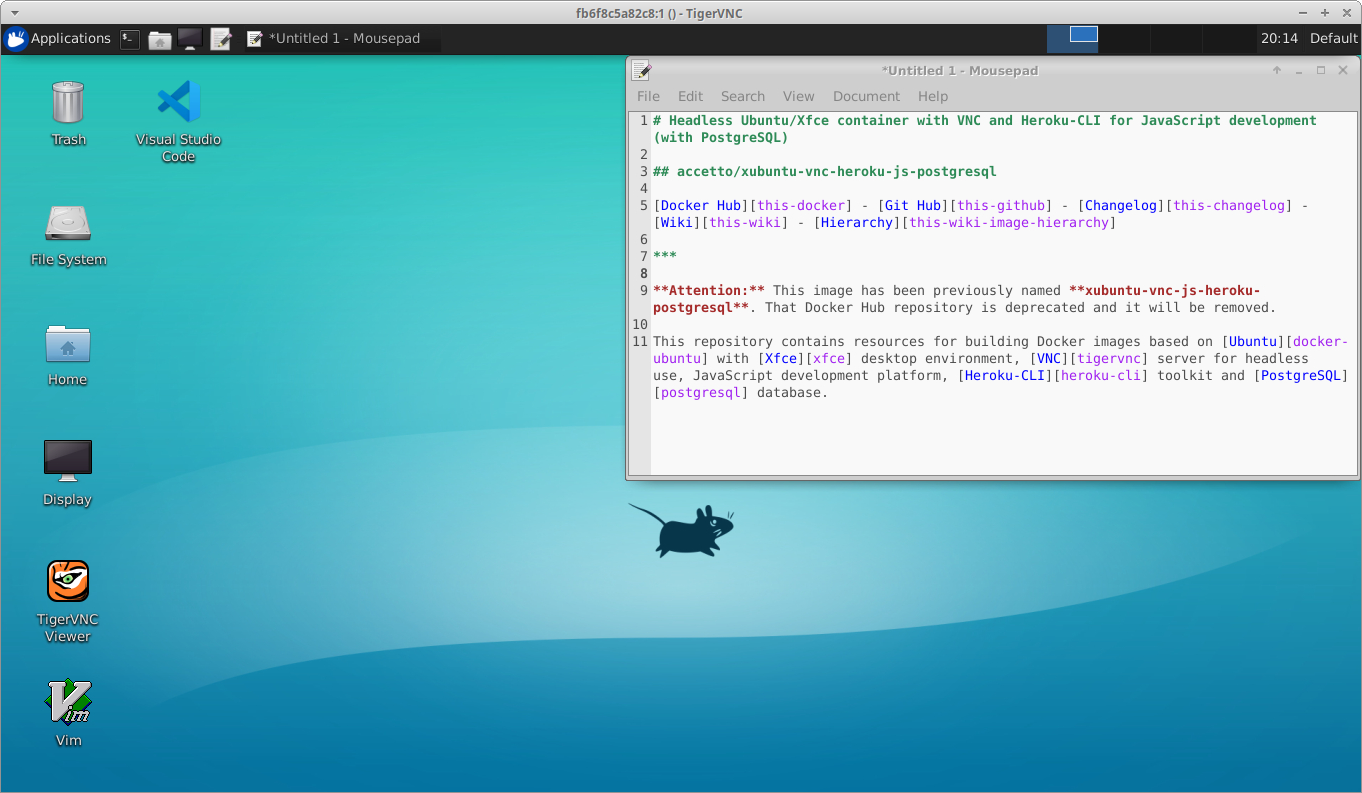 fb6f8c5a82c8:1 () - TigerVNC
Applications
*Untitled 1 - Mousepad
20:14 Default
Trash
Visual Studio
Code
File System
Home
Display
TigerVNC
Viewer
Vim
*Untitled 1 - Mousepad
File Edit Search View Document Help
1 # Headless Ubuntu/Xfce container with VNC and Heroku-CLI for JavaScript development
(with PostgreSQL)
2
3 ## accetto/xubuntu-vnc-heroku-js-postgresql
4
5 [Docker Hub][this-docker] - [Git Hub][this-github] - [Changelog][this-changelog] -
[Wiki][this-wiki] - [Hierarchy][this-wiki-image-hierarchy]
6
7 ***
8
9 **Attention:** This image has been previously named **xubuntu-vnc-js-heroku-
postgresql**. That Docker Hub repository is deprecated and it will be removed.
10
11 This repository contains resources for building Docker images based on [Ubuntu][docker-
ubuntu] with [Xfce][xfce] desktop environment, [VNC][tigervnc] server for headless
use, JavaScript development platform, [Heroku-CLI][heroku-cli] toolkit and [PostgreSQL]
[postgresql] database.